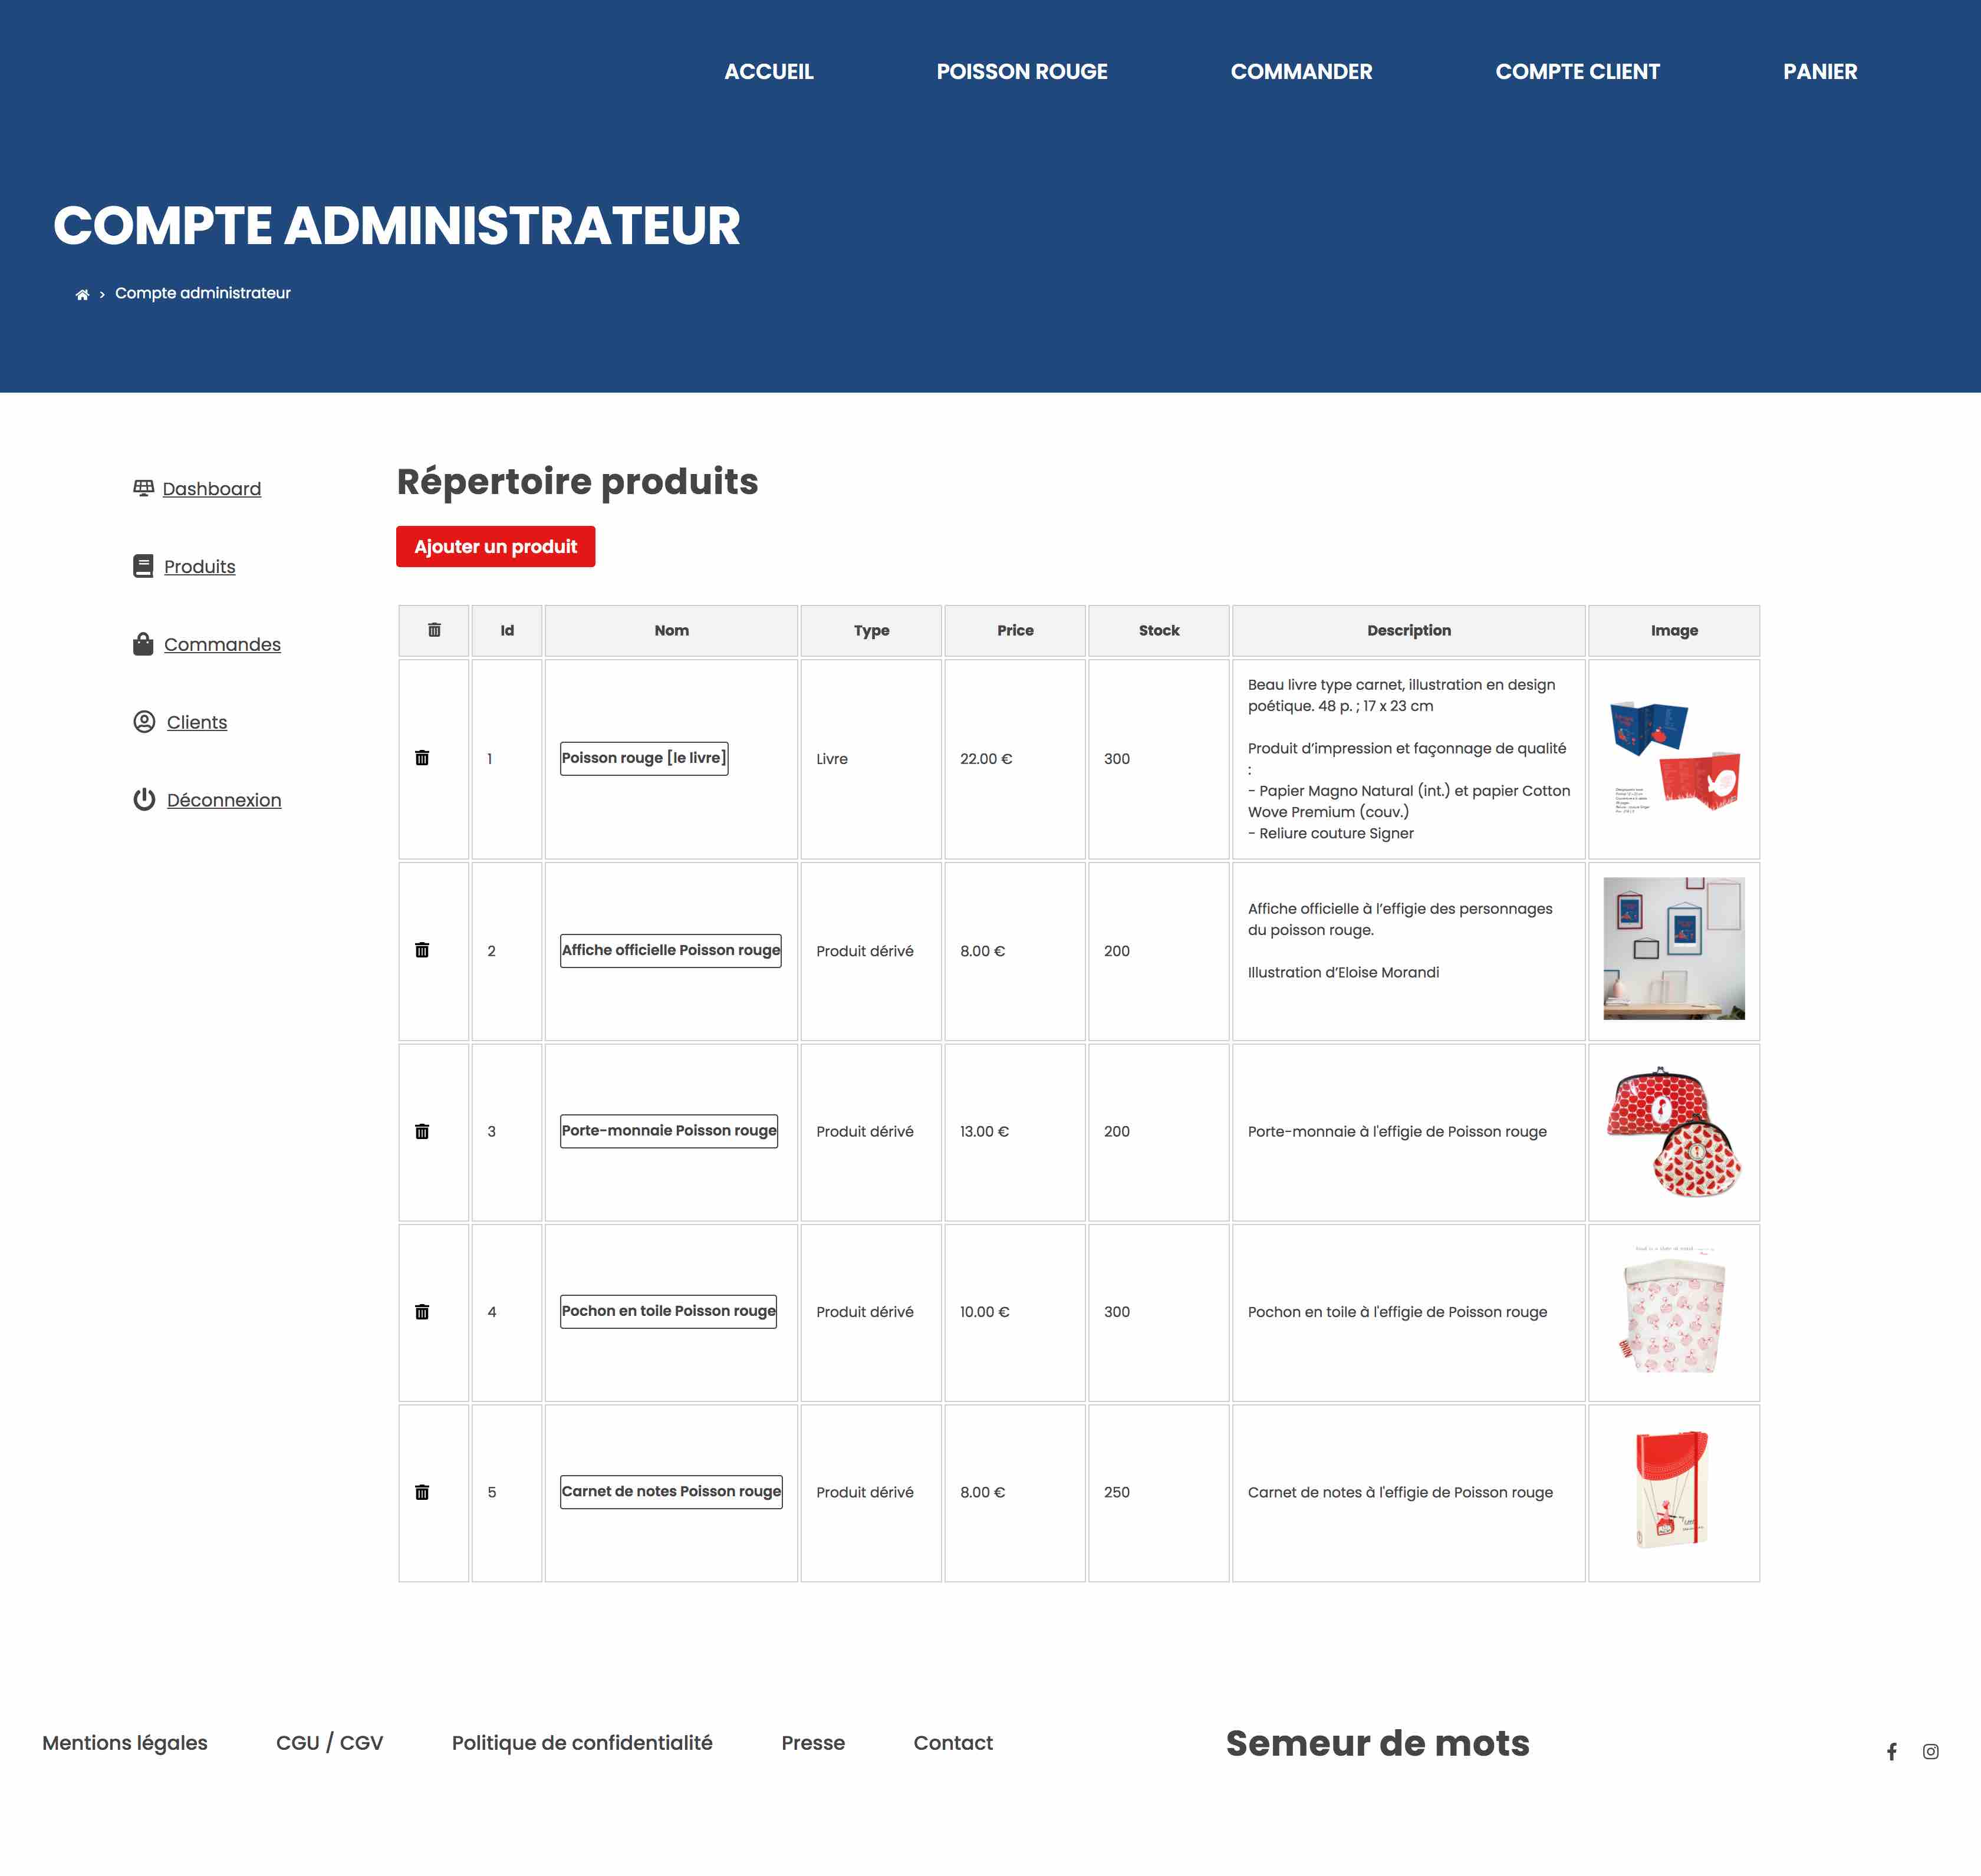 ACCUEIL POISSON ROUGE COMMANDER COMPTE CLIENT PANIER
COMPTE ADMINISTRATEUR
> Compte administrateur
Dashboard
Produits
Commandes
Clients
Déconnexion
Répertoire produits
Ajouter un produit
Id Nom Type Price Stock Description Image
1 Poisson rouge [le livre] Livre 22.00 € 300
Beau livre type carnet, illustration en design
poétique. 48 p. ; 17 x 23 cm
Produit d’impression et façonnage de qualité
:
- Papier Magno Natural (int.) et papier Cotton
Wove Premium (couv.)
- Reliure couture Signer
2 Affiche officielle Poisson rouge Produit dérivé 8.00 € 200
Affiche officielle à l’effigie des personnages
du poisson rouge.
Illustration d’Eloise Morandi
3 Porte-monnaie Poisson rouge Produit dérivé 13.00 € 200 Porte-monnaie à l'effigie de Poisson rouge
4 Pochon en toile Poisson rouge Produit dérivé 10.00 € 300 Pochon en toile à l'effigie de Poisson rouge
5 Carnet de notes Poisson rouge Produit dérivé 8.00 € 250 Carnet de notes à l'effigie de Poisson rouge
Mentions légales CGU / CGV Politique de confidentialité Presse Contact Semeur de mots